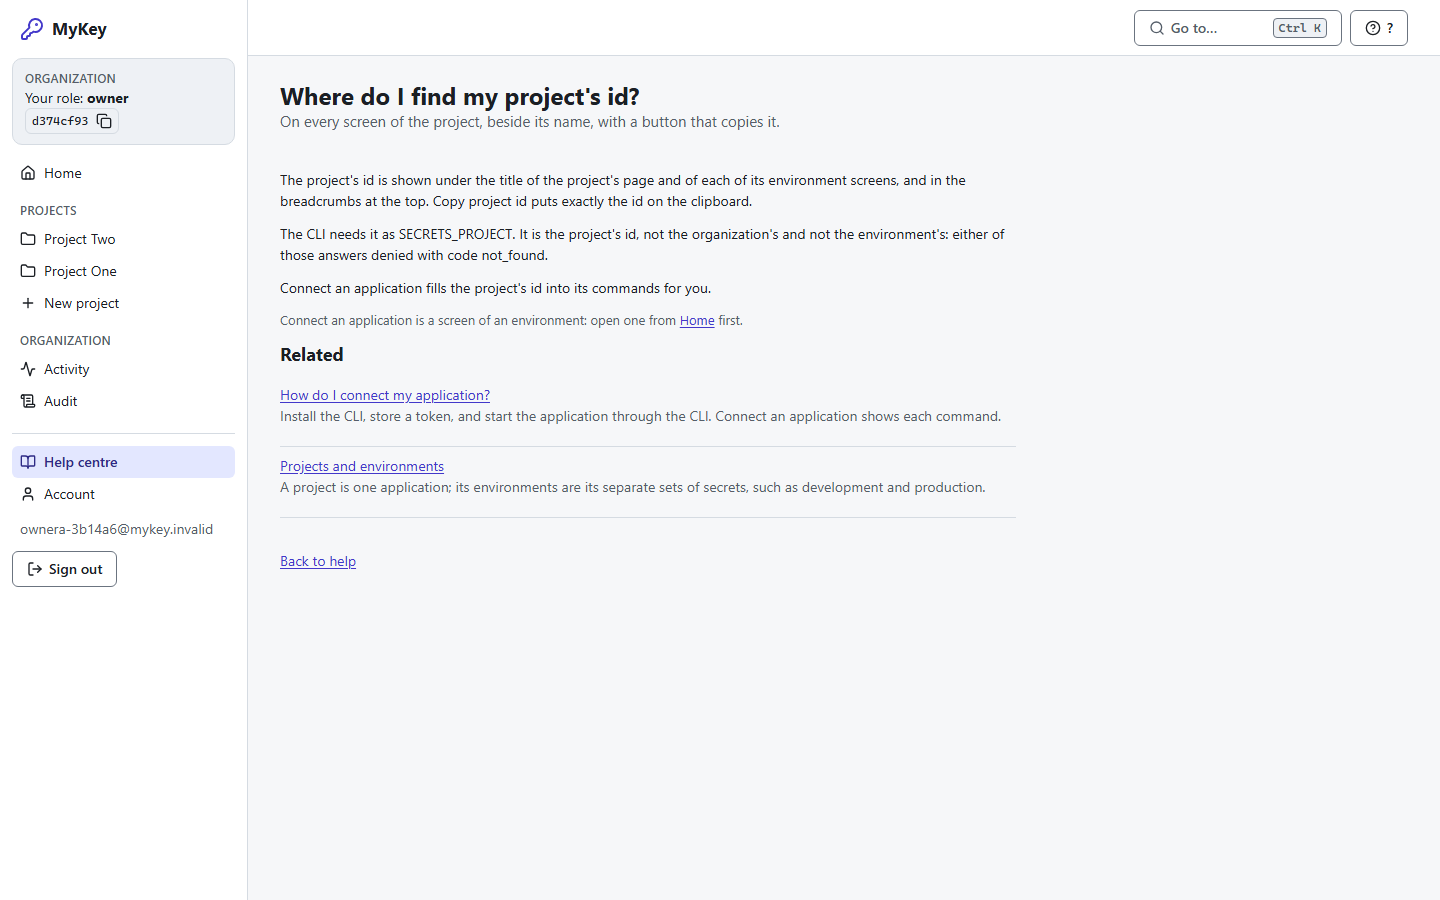 MyKey
Go to...
Ctrl K
?
ORGANIZATION
Your role: owner
d374cf93
Home
PROJECTS
Project Two
Project One
New project
ORGANIZATION
Activity
Audit
Help centre
Account
ownera-3b14a6@mykey.invalid
Sign out
Where do I find my project's id?
On every screen of the project, beside its name, with a button that copies it.
The project's id is shown under the title of the project's page and of each of its environment screens, and in the
breadcrumbs at the top. Copy project id puts exactly the id on the clipboard.
The CLI needs it as SECRETS_PROJECT. It is the project's id, not the organization's and not the environment's: either of
those answers denied with code not_found.
Connect an application fills the project's id into its commands for you.
Connect an application is a screen of an environment: open one from Home first.
Related
How do I connect my application?
Install the CLI, store a token, and start the application through the CLI. Connect an application shows each command.
Projects and environments
A project is one application; its environments are its separate sets of secrets, such as development and production.
Back to help